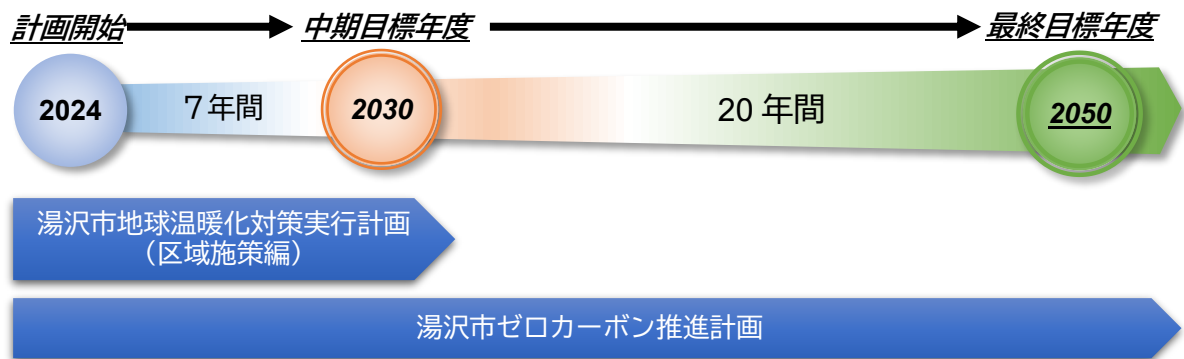 計画開始
中期目標年度
最終目標年度
2024
７年間
2030
20 年間
2050
湯沢市地球温暖化対策実行計画
（区域施策編）
湯沢市ゼロカーボン推進計画